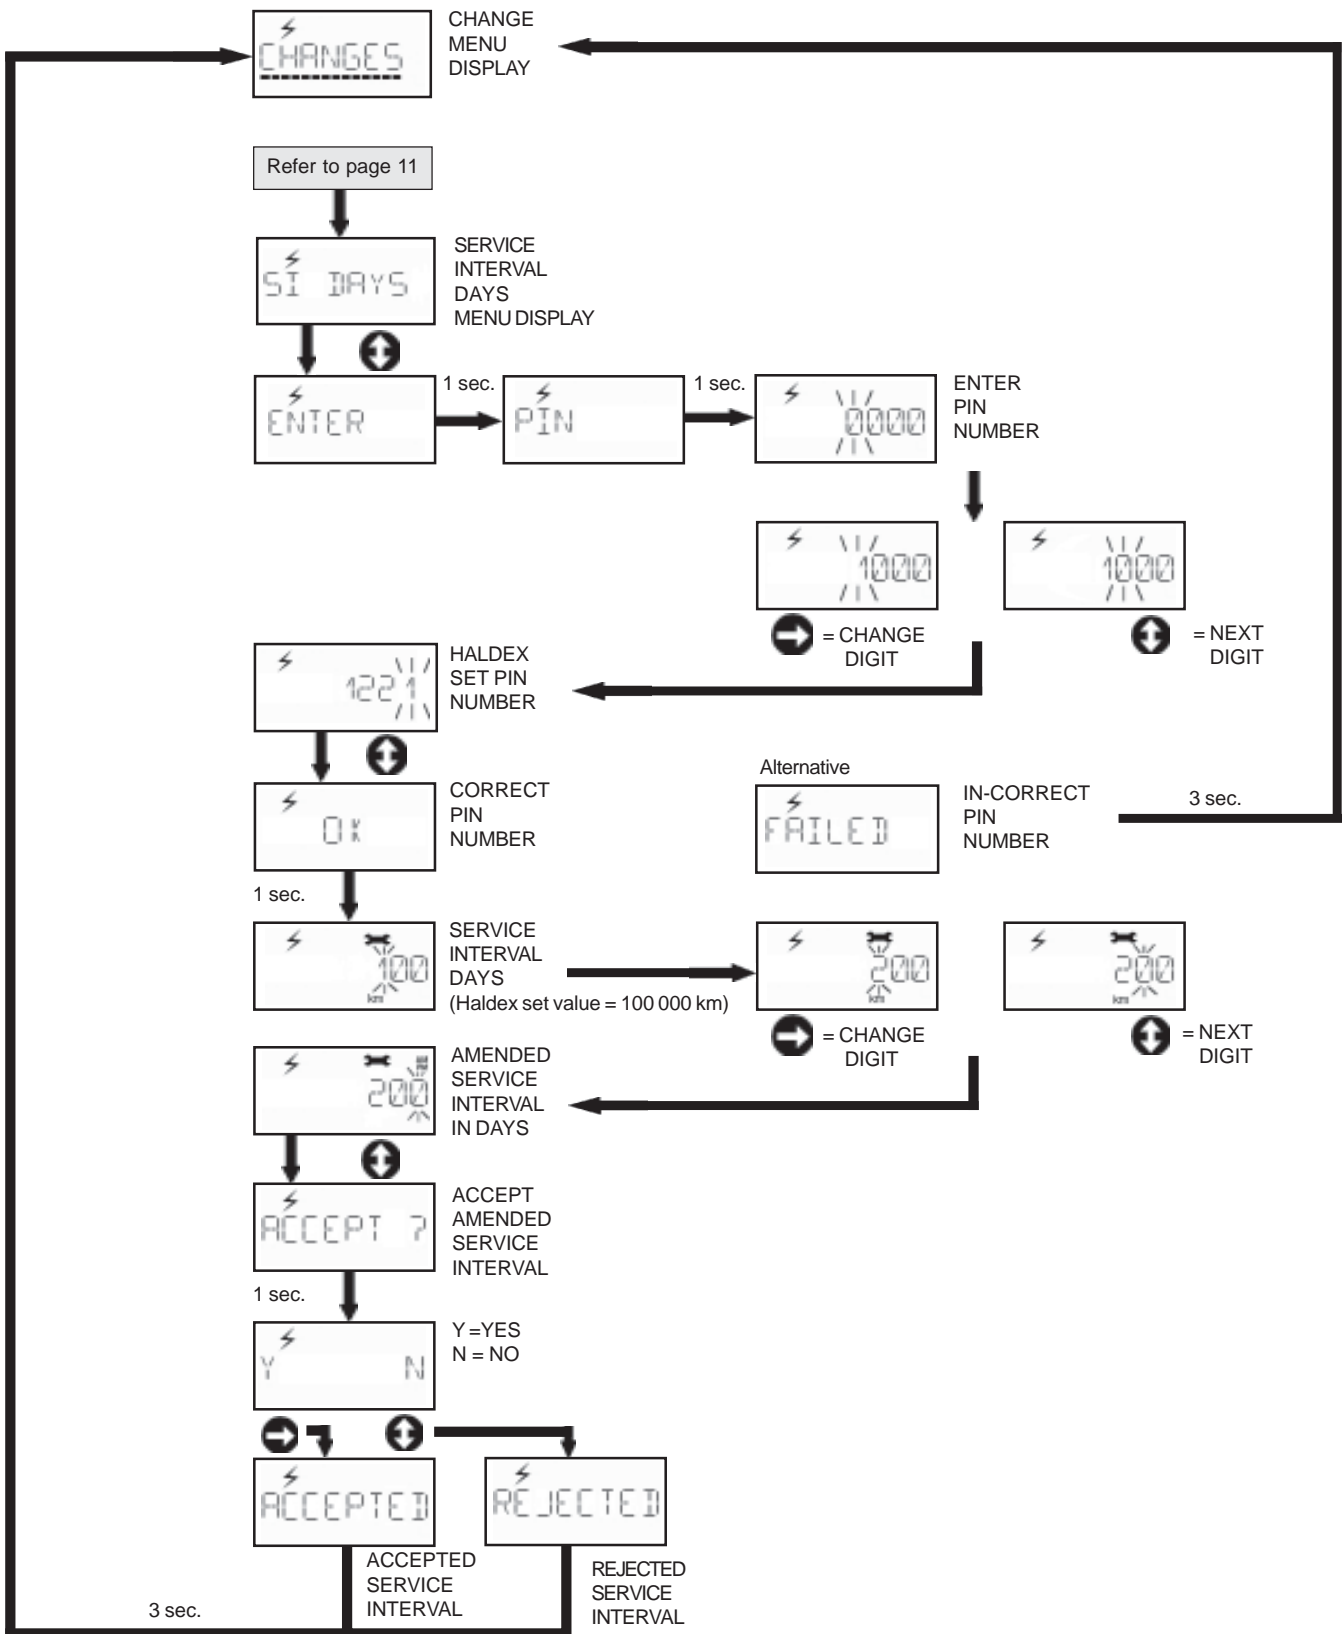 CHANGES
CHANGE
MENU
DISPLAY
Refer to page 11
SI DAYS
SERVICE
INTERVAL
DAYS
MENU DISPLAY
ENTER
1 sec.
PIN
1 sec.
0000
ENTER
PIN
NUMBER
1000
= CHANGE
DIGIT
1000
= NEXT
DIGIT
1221
HALDEX
SET PIN
NUMBER
OK
CORRECT
PIN
NUMBER
Alternative
FAILED
IN-CORRECT
PIN
NUMBER
3 sec.
1 sec.
100
km
SERVICE
INTERVAL
DAYS
(Haldex set value = 100 000 km)
200
km
= CHANGE
DIGIT
200
km
= NEXT
DIGIT
200
AMENDED
SERVICE
INTERVAL
IN DAYS
ACCEPT ?
ACCEPT
AMENDED
SERVICE
INTERVAL
1 sec.
Y N
Y =YES
N = NO
ACCEPTED
REJECTED
ACCEPTED
SERVICE
INTERVAL
REJECTED
SERVICE
INTERVAL
3 sec.